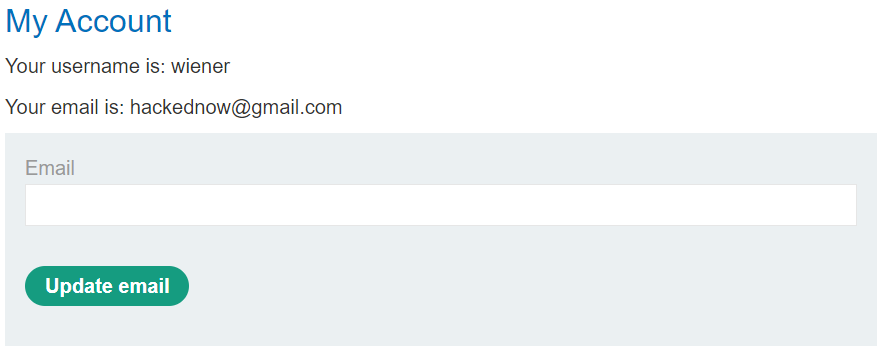 My Account
Your username is: wiener
Your email is: hackednow@gmail.com
Email
Update email